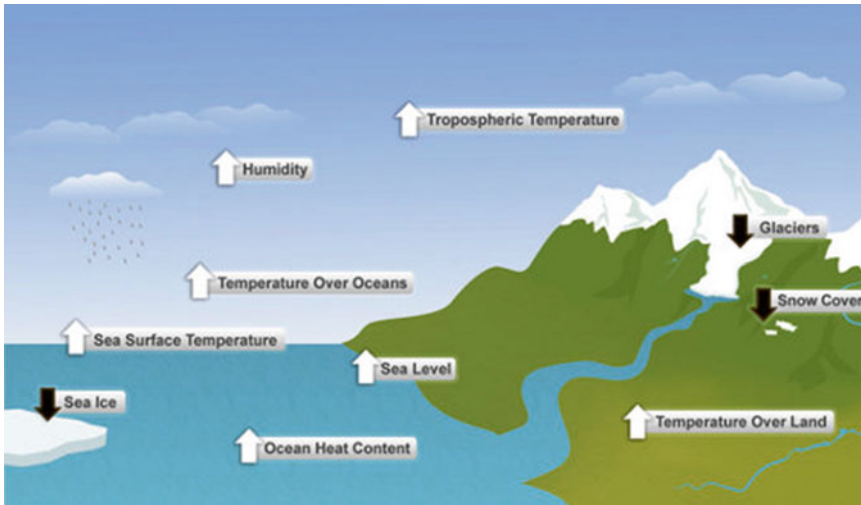 Tropospheric Temperature
Humidity
Glaciers
Temperature Over Oceans
Snow Cover
Sea Surface Temperature
Sea Level
Sea Ice
Temperature Over Land
Ocean Heat Content